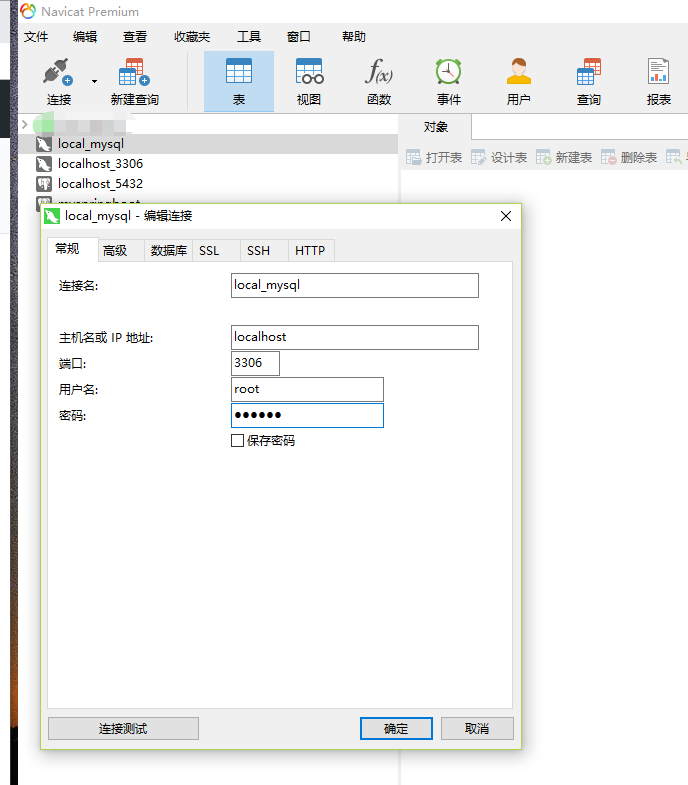 Navicat Premium
文件 编辑 查看 收藏夹 工具 窗口 帮助
连接 新建查询 表 视图 函数 事件 用户 查询 报表
f(x)
对象
local_mysql
localhost_3306
localhost_5432
打开表 设计表 新建表 删除表
local_mysql - 编辑连接
常规 高级 数据库 SSL SSH HTTP
连接名: local_mysql
主机名或 IP 地址: localhost
端口: 3306
用户名: root
密码: ●●●●●●
保存密码
连接测试 确定 取消